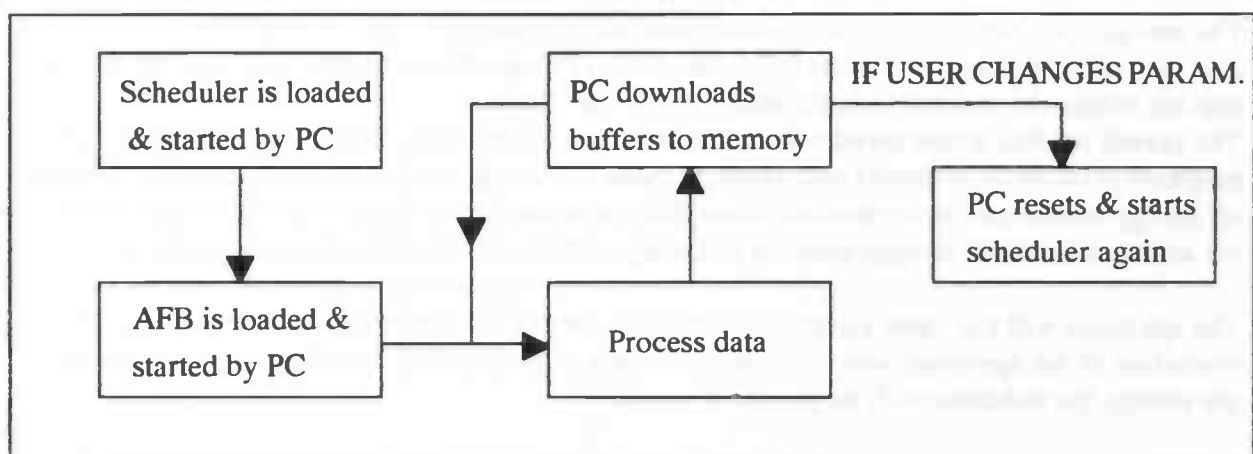 Scheduler is loaded
& started by PC
PC downloads
buffers to memory
IF USER CHANGES PARAM.
PC resets & starts
scheduler again
AFB is loaded &
started by PC
Process data